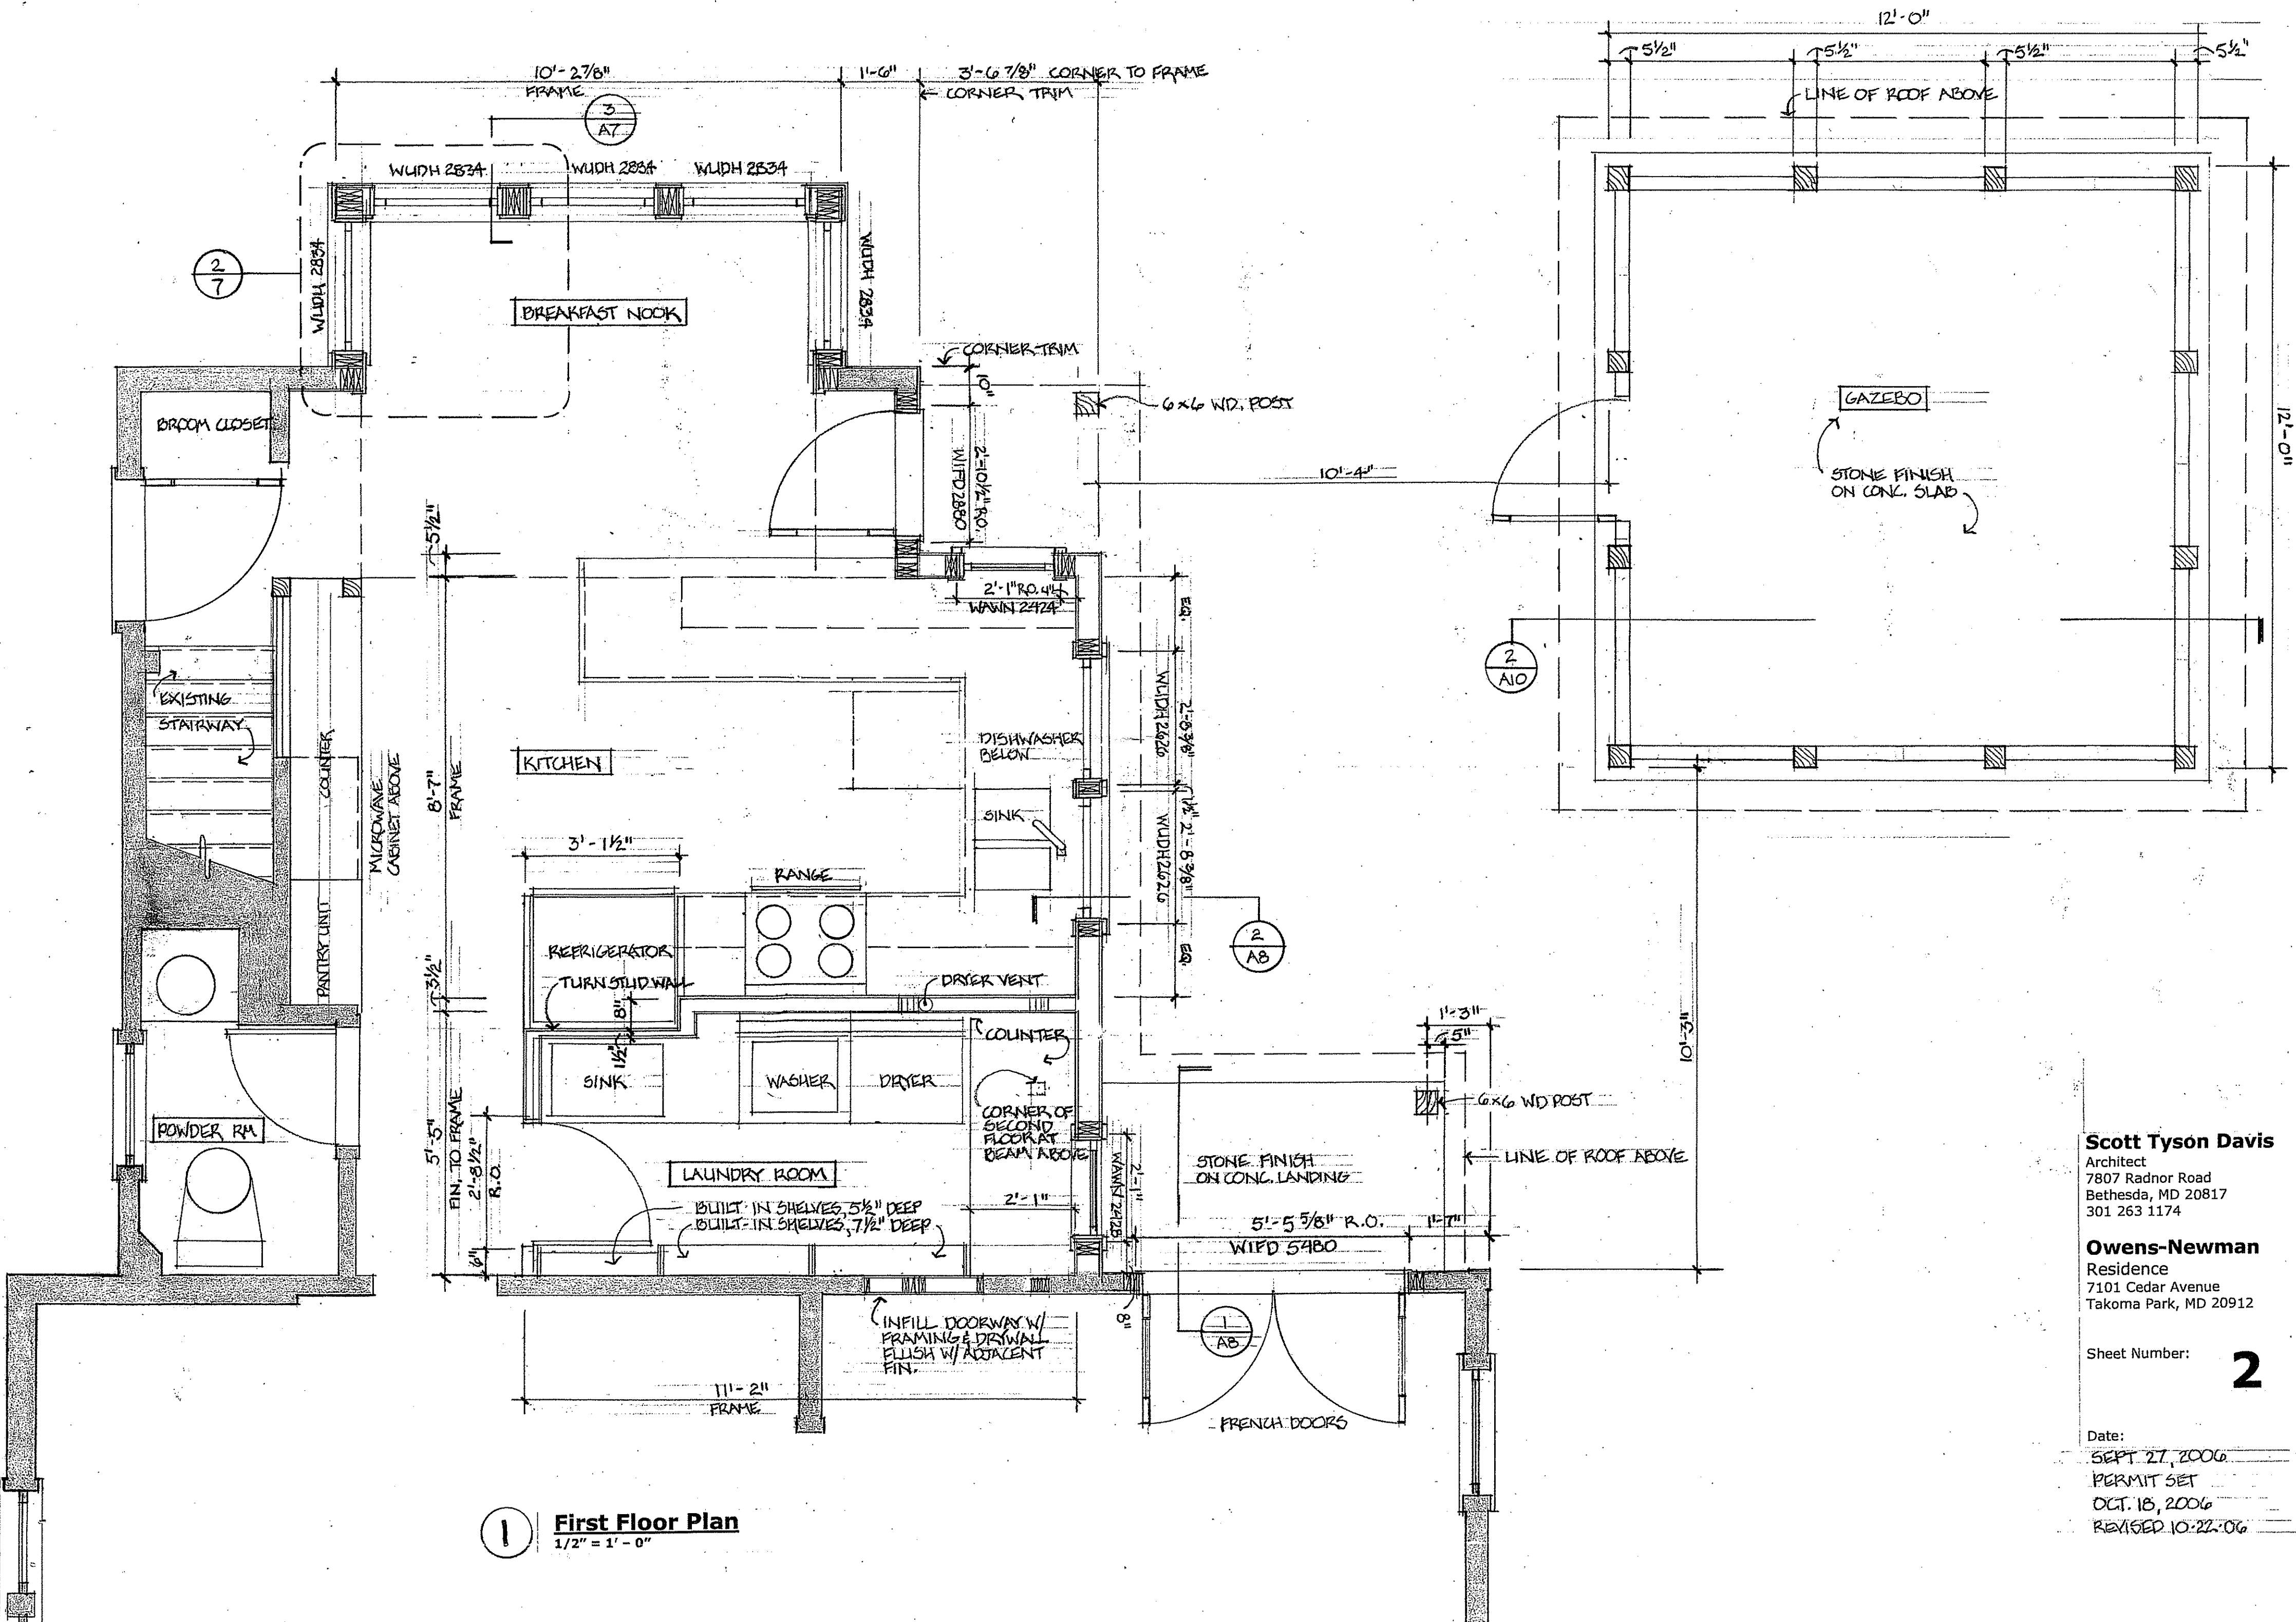 12'-0"
5½"
5½"
5½"
5½"
10'-2⅞"
FRAME
1'-6"
3'-6 7/8" CORNER TO FRAME
CORNER TRIM
LINE OF ROOF ABOVE
3
A7
WUDH 2834
WUDH 2834
WUDH 2834
WUDH 2834
WUDH 2834
2
7
BREAKFAST NOOK
CORNER TRIM
10"
6x6 WD. POST
GAZEBO
12'-0"
BROOM CLOSET
2'-10½" R.O.
WIFD 2880
10'-4"
STONE FINISH
ON CONC. SLAB
5½"
2'-1" R.O. 4"
WAWN 2424
EQ.
2
A10
EXISTING
STAIRWAY
COUNTER
MICROWAVE
CABINET ABOVE
8'-7"
FRAME
KITCHEN
DISHWASHER
BELOW
WUDH2626
2'-8⅜"
SINK
1½"
2'-8⅜"
WUDH2626
3'-1½"
RANGE
REFRIGERATOR
TURN STUD WALL
PANTRY UNIT
3½"
8"
1½"
DRYER VENT
EQ.
2
A8
COUNTER
1'-3"
5"
10'-3"
SINK
WASHER
DRYER
CORNER OF
SECOND
FLOOR AT
BEAM ABOVE
6x6 WD POST
POWDER RM
5'-5"
FIN. TO FRAME
2'-8½"
R.O.
6"
LAUNDRY ROOM
BUILT-IN SHELVES, 5½" DEEP
BUILT-IN SHELVES, 7½" DEEP
2'-1"
WAWN 2428
2'-1"
STONE FINISH
ON CONC. LANDING
LINE OF ROOF ABOVE
5'-5 5/8" R.O.
1'-7"
WIFD 5480
8"
INFILL DOORWAY W/
FRAMING & DRYWALL
FLUSH W/ ADJACENT
FIN.
1
A8
11'-2"
FRAME
FRENCH DOORS
1
First Floor Plan
1/2" = 1' – 0"
Scott Tyson Davis
Architect
7807 Radnor Road
Bethesda, MD 20817
301 263 1174
Owens-Newman
Residence
7101 Cedar Avenue
Takoma Park, MD 20912
Sheet Number:
2
Date:
SEPT 27, 2006
PERMIT SET
OCT. 18, 2006
REVISED 10·22·06